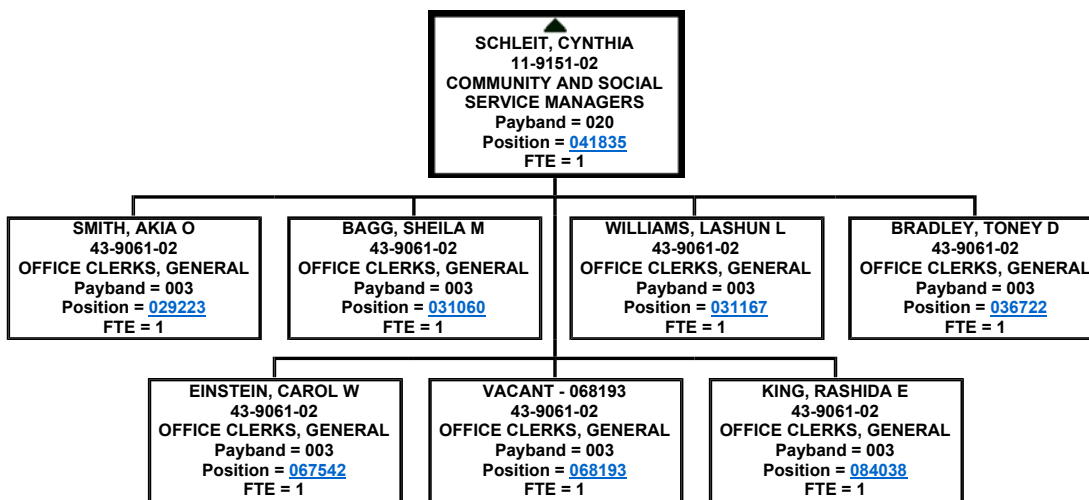 SCHLEIT, CYNTHIA
11-9151-02
COMMUNITY AND SOCIAL
SERVICE MANAGERS
Payband = 020
Position = 041835
FTE = 1
SMITH, AKIA O
43-9061-02
OFFICE CLERKS, GENERAL
Payband = 003
Position = 029223
FTE = 1
BAGG, SHEILA M
43-9061-02
OFFICE CLERKS, GENERAL
Payband = 003
Position = 031060
FTE = 1
WILLIAMS, LASHUN L
43-9061-02
OFFICE CLERKS, GENERAL
Payband = 003
Position = 031167
FTE = 1
BRADLEY, TONEY D
43-9061-02
OFFICE CLERKS, GENERAL
Payband = 003
Position = 036722
FTE = 1
EINSTEIN, CAROL W
43-9061-02
OFFICE CLERKS, GENERAL
Payband = 003
Position = 067542
FTE = 1
VACANT - 068193
43-9061-02
OFFICE CLERKS, GENERAL
Payband = 003
Position = 068193
FTE = 1
KING, RASHIDA E
43-9061-02
OFFICE CLERKS, GENERAL
Payband = 003
Position = 084038
FTE = 1